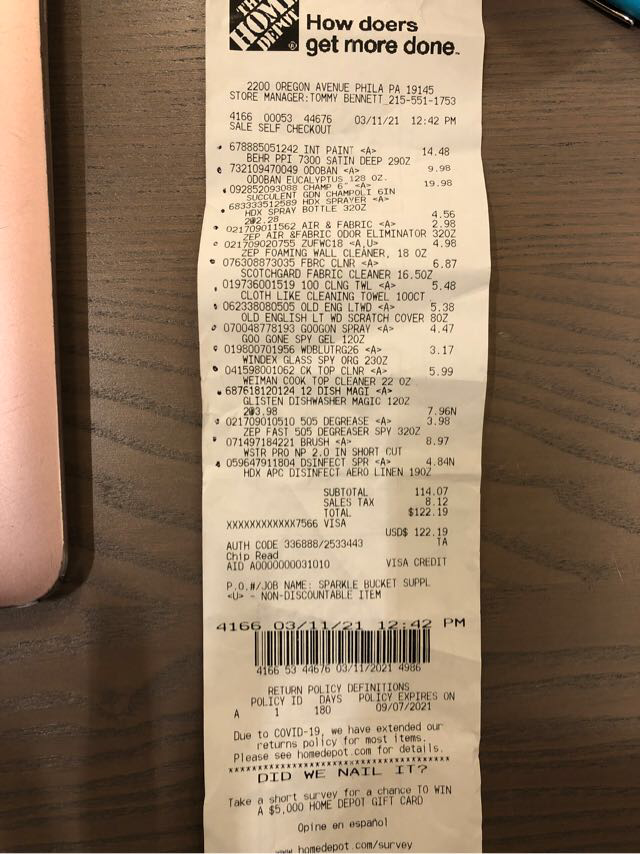 THE HOME DEPOT
How doers
get more done.
2200 OREGON AVENUE PHILA PA 19145
STORE MANAGER:TOMMY BENNETT 215-551-1753
4166 00053 44676 03/11/21 12:42 PM
SALE SELF CHECKOUT
678885051242 INT PAINT <A> 14.48
BEHR PPI 7300 SATIN DEEP 29OZ
732109470049 ODOBAN <A> 9.98
ODOBAN EUCALYPTUS 128 OZ.
092852093088 CHAMP 6" <A> 19.98
SUCCULENT GDN CHAMPOLI 6IN
683333512589 HDX SPRAYER <A>
HDX SPRAY BOTTLE 32OZ
2@2.28 4.56
021709011562 AIR & FABRIC <A> 2.98
ZEP AIR &FABRIC ODOR ELIMINATOR 32OZ
021709020755 ZUFWC18 <A,U> 4.98
ZEP FOAMING WALL CLEANER, 18 OZ
076308873035 FBRC CLNR <A> 6.87
SCOTCHGARD FABRIC CLEANER 16.5OZ
019736001519 100 CLNG TWL <A> 5.48
CLOTH LIKE CLEANING TOWEL 100CT
062338080505 OLD ENG LTWD <A> 5.38
OLD ENGLISH LT WD SCRATCH COVER 8OZ
070048778193 GOOGON SPRAY <A> 4.47
GOO GONE SPY GEL 12OZ
019800701956 WDBLUTRG26 <A> 3.17
WINDEX GLASS SPY ORG 23OZ
041598001062 CK TOP CLNR <A> 5.99
WEIMAN COOK TOP CLEANER 22 OZ
687618120124 12 DISH MAGI <A>
GLISTEN DISHWASHER MAGIC 12OZ
2@3.98 7.96N
021709010510 505 DEGREASE <A> 3.98
ZEP FAST 505 DEGREASER SPY 32OZ
071497184221 BRUSH <A> 8.97
WSTR PRO NP 2.0 IN SHORT CUT
059647911804 DSINFECT SPR <A> 4.84N
HDX APC DISINFECT AERO LINEN 19OZ
SUBTOTAL 114.07
SALES TAX 8.12
TOTAL $122.19
XXXXXXXXXXXX7566 VISA
USD$ 122.19
AUTH CODE 336888/2533443 TA
Chip Read
AID A0000000031010 VISA CREDIT
P.O.#/JOB NAME: SPARKLE BUCKET SUPPL
<U> - NON-DISCOUNTABLE ITEM
4166 03/11/21 12:42 PM
4166 53 44676 03/11/2021 4986
RETURN POLICY DEFINITIONS
POLICY ID DAYS POLICY EXPIRES ON
A 1 180 09/07/2021
Due to COVID-19, we have extended our
returns policy for most items.
Please see homedepot.com for details.
***********************************
DID WE NAIL IT?
Take a short survey for a chance TO WIN
A $5,000 HOME DEPOT GIFT CARD
Opine en español
www.homedepot.com/survey